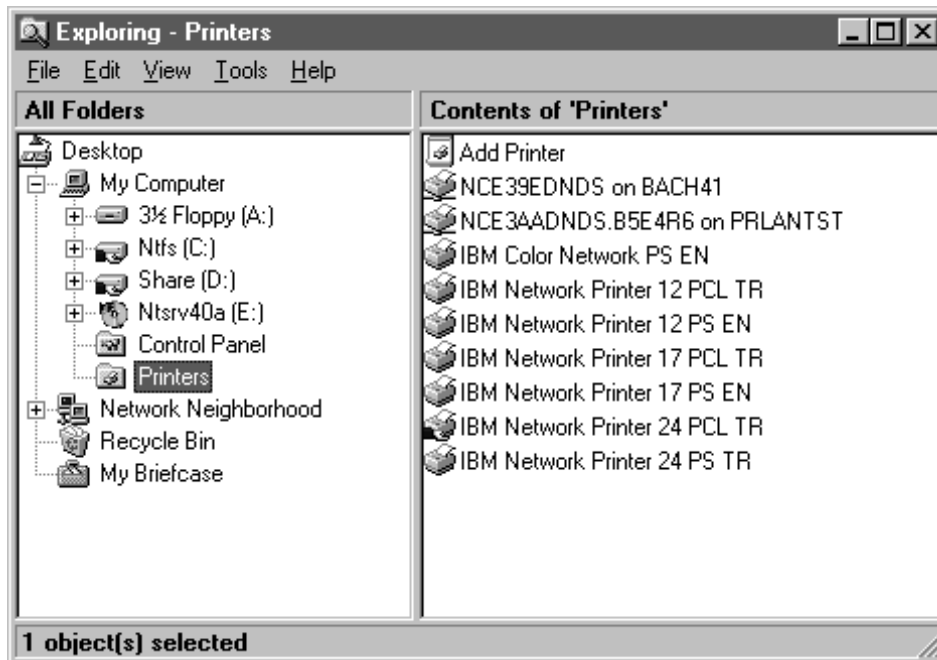 Exploring - Printers
File Edit View Tools Help
All Folders
Desktop
My Computer
3½ Floppy (A:)
Ntfs (C:)
Share (D:)
Ntsrv40a (E:)
Control Panel
Printers
Network Neighborhood
Recycle Bin
My Briefcase
Contents of 'Printers'
Add Printer
NCE39EDNDS on BACH41
NCE3AADNDS.B5E4R6 on PRLANTST
IBM Color Network PS EN
IBM Network Printer 12 PCL TR
IBM Network Printer 12 PS EN
IBM Network Printer 17 PCL TR
IBM Network Printer 17 PS EN
IBM Network Printer 24 PCL TR
IBM Network Printer 24 PS TR
1 object(s) selected